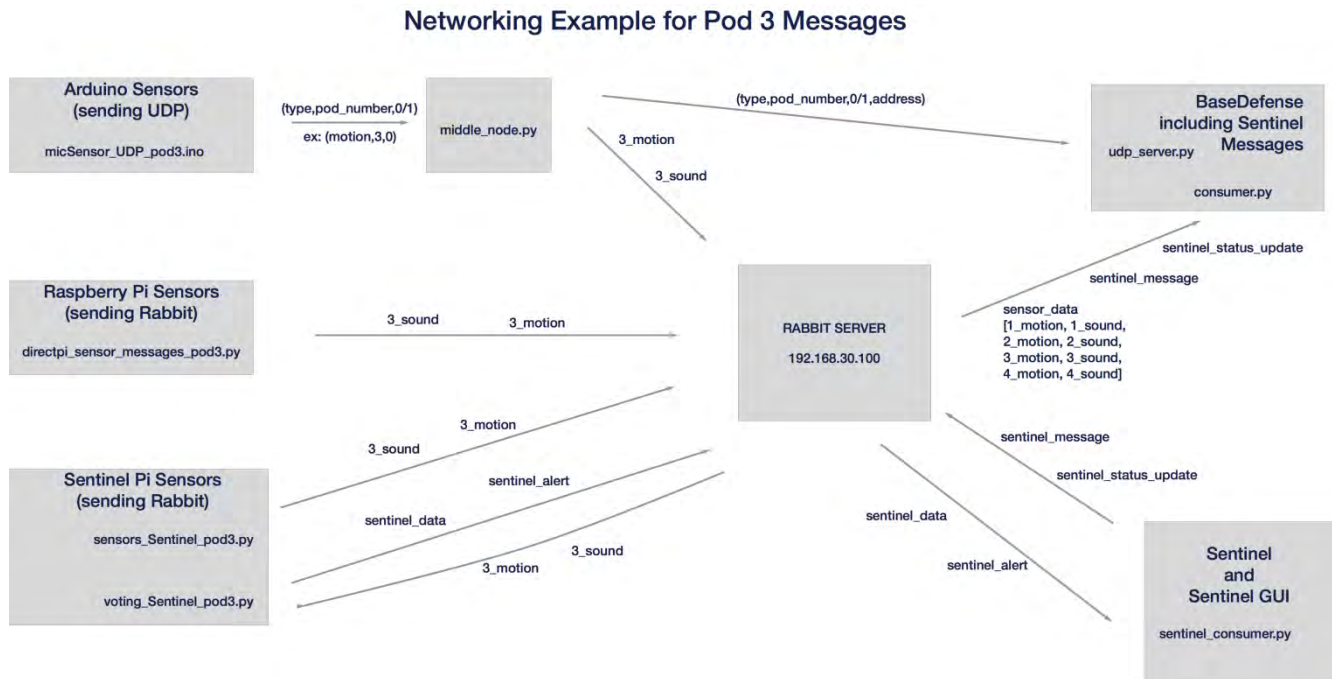 Networking Example for Pod 3 Messages
Arduino Sensors
(sending UDP)
micSensor_UDP_pod3.ino
(type,pod_number,0/1)
ex: (motion,3,0)
middle_node.py
(type,pod_number,0/1,address)
3_motion
3_sound
BaseDefense
including Sentinel
Messages
udp_server.py
consumer.py
Raspberry Pi Sensors
(sending Rabbit)
directpi_sensor_messages_pod3.py
3_sound
3_motion
RABBIT SERVER
192.168.30.100
sentinel_status_update
sentinel_message
sensor_data
[1_motion, 1_sound,
2_motion, 2_sound,
3_motion, 3_sound,
4_motion, 4_sound]
Sentinel Pi Sensors
(sending Rabbit)
sensors_Sentinel_pod3.py
voting_Sentinel_pod3.py
3_motion
3_sound
sentinel_alert
sentinel_data
3_sound
3_motion
sentinel_message
sentinel_status_update
sentinel_data
sentinel_alert
Sentinel
and
Sentinel GUI
sentinel_consumer.py